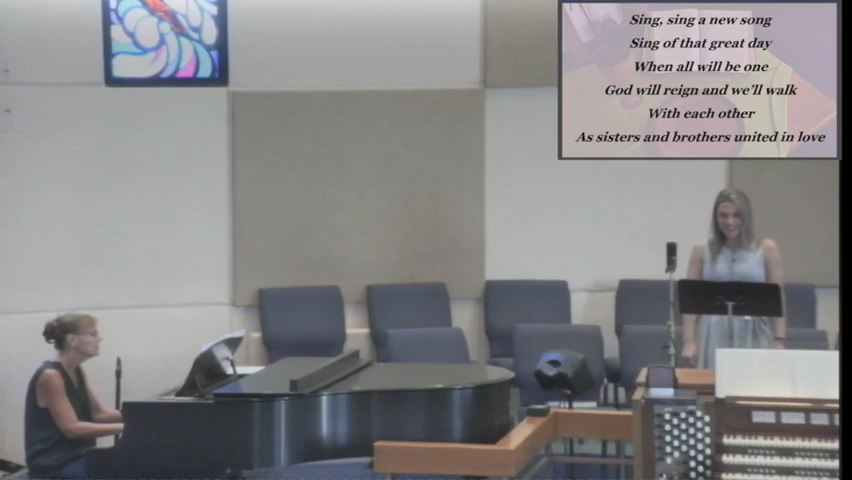 Sing, sing a new song
Sing of that great day
When all will be one
God will reign and we'll walk
With each other
As sisters and brothers united in love